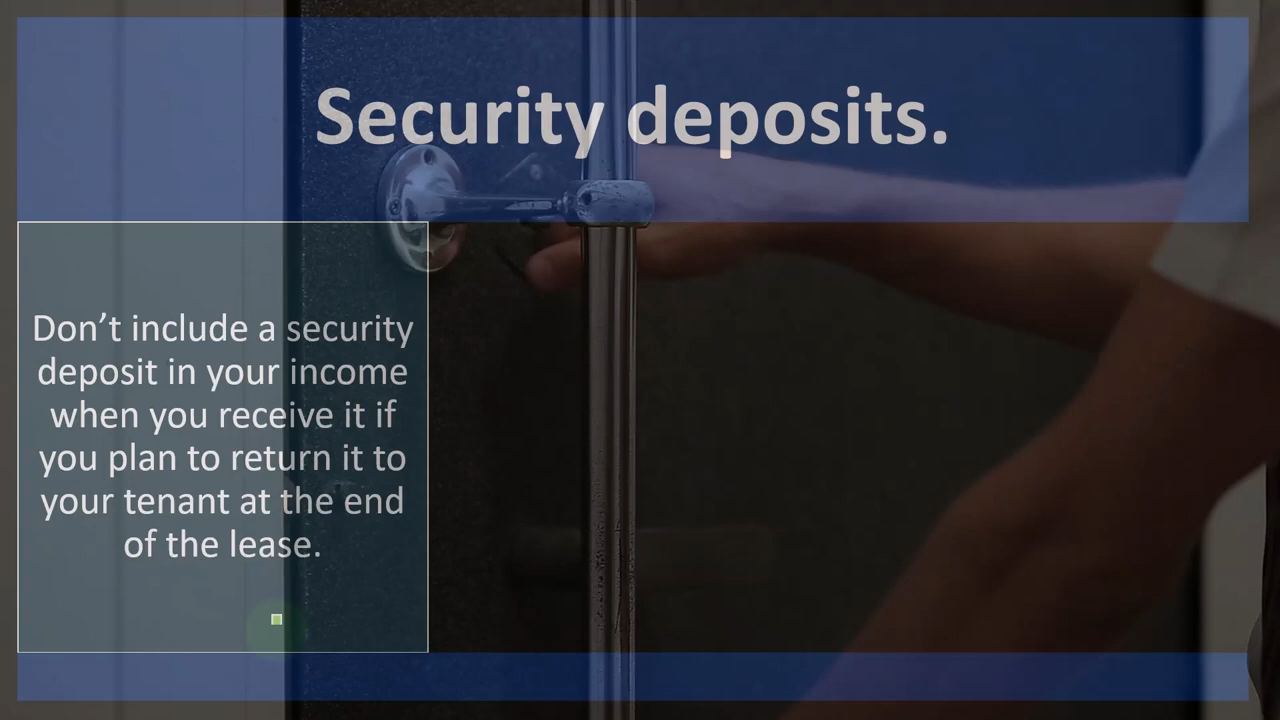 Security deposits.
Don’t include a security
deposit in your income
when you receive it if
you plan to return it to
your tenant at the end
of the lease.